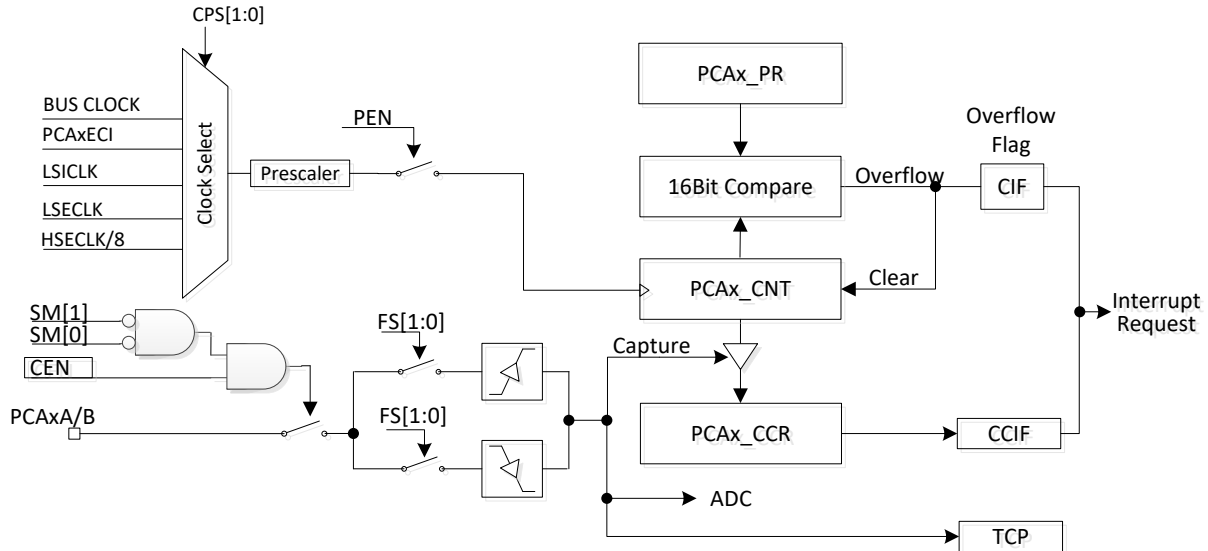 CPS[1:0]
BUS CLOCK
PCAxECI
LSICLK
LSECLK
HSECLK/8
Clock Select
Prescaler
PEN
PCAx_PR
16Bit Compare
Overflow
Overflow
Flag
CIF
PCAx_CNT
Clear
Interrupt
Request
SM[1]
SM[0]
CEN
PCAxA/B
FS[1:0]
FS[1:0]
Capture
PCAx_CCR
CCIF
ADC
TCP